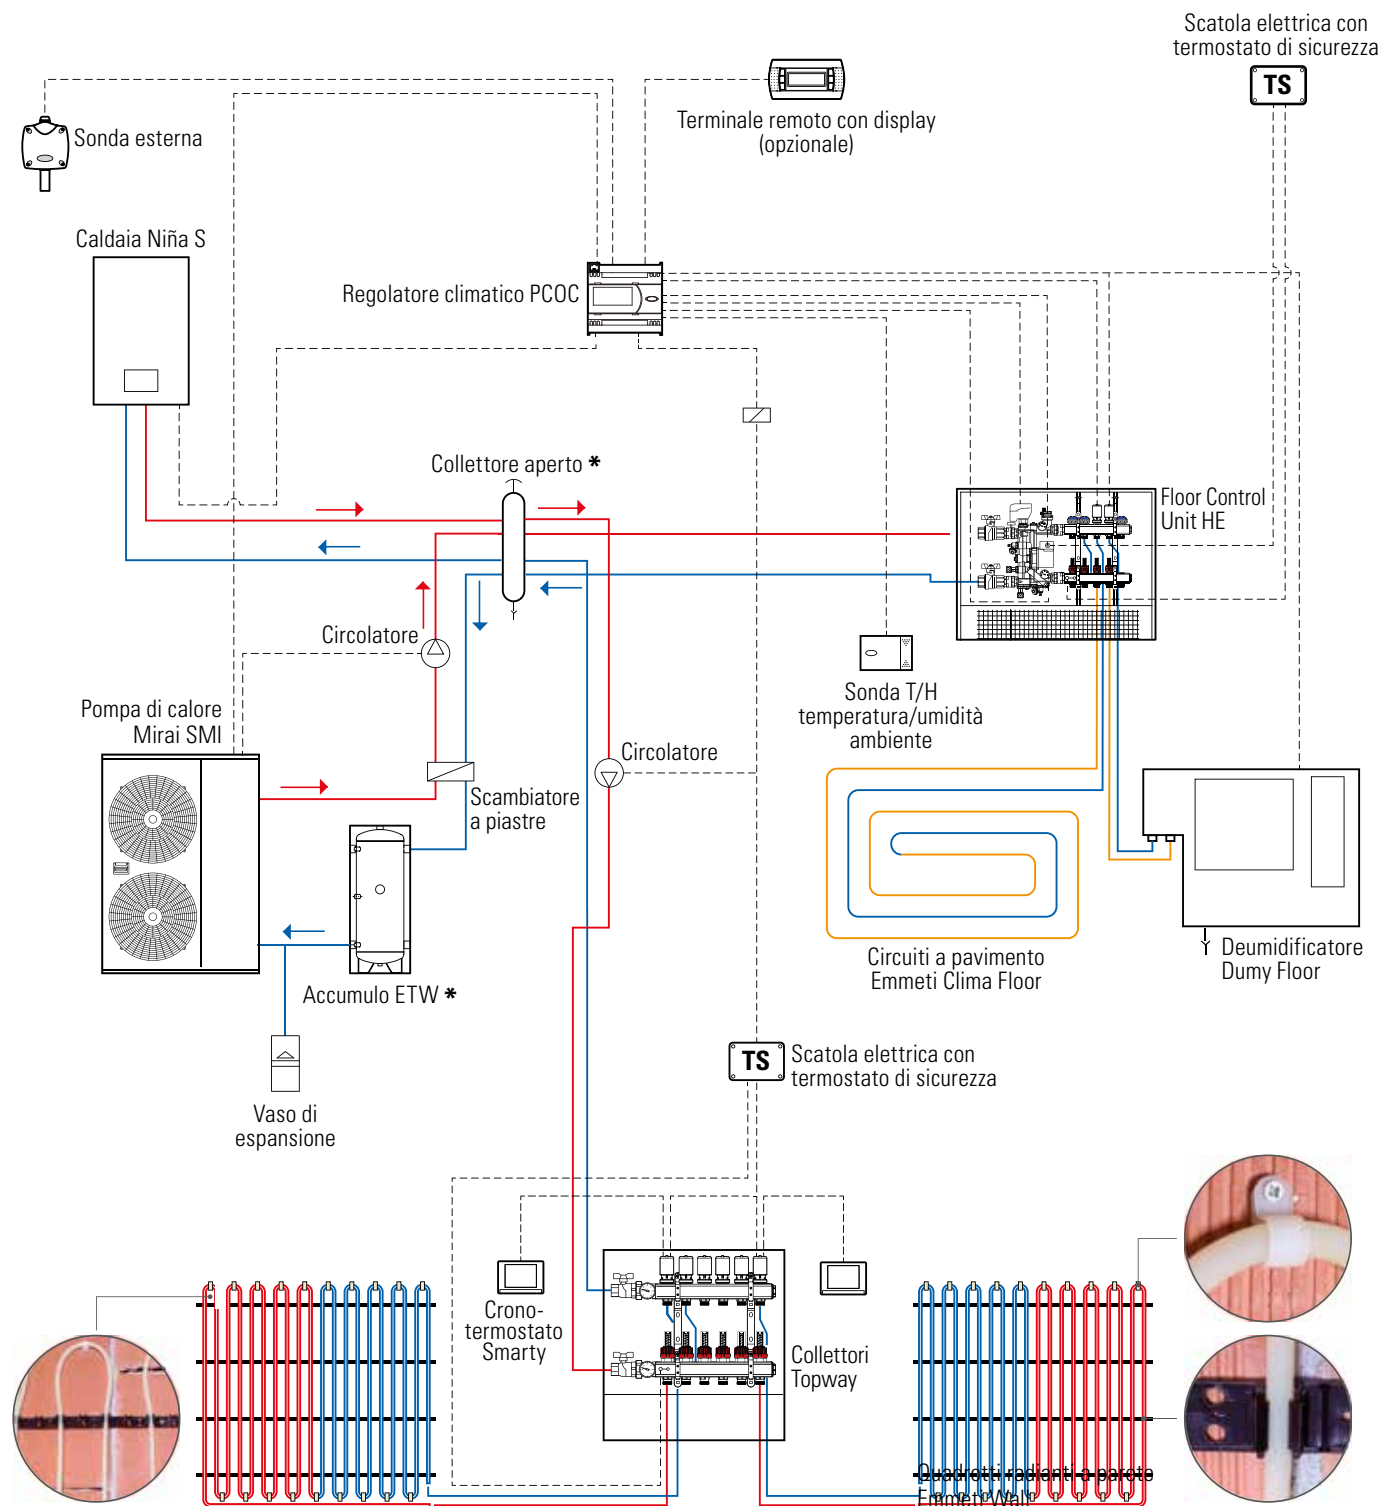 Scatola elettrica con
termostato di sicurezza
TS
Sonda esterna
Terminale remoto con display
(opzionale)
Caldaia Niña S
Regolatore climatico PCOC
Collettore aperto *
Floor Control
Unit HE
Circolatore
Sonda T/H
temperatura/umidità
ambiente
Pompa di calore
Mirai SMI
Circolatore
Scambiatore
a piastre
Circuiti a pavimento
Emmeti Clima Floor
Deumidificatore
Dumy Floor
Accumulo ETW *
TS
Scatola elettrica con
termostato di sicurezza
Vaso di
espansione
Crono-
termostato
Smarty
Collettori
Topway
Quadrotti radianti a parete
Emmeti Wall